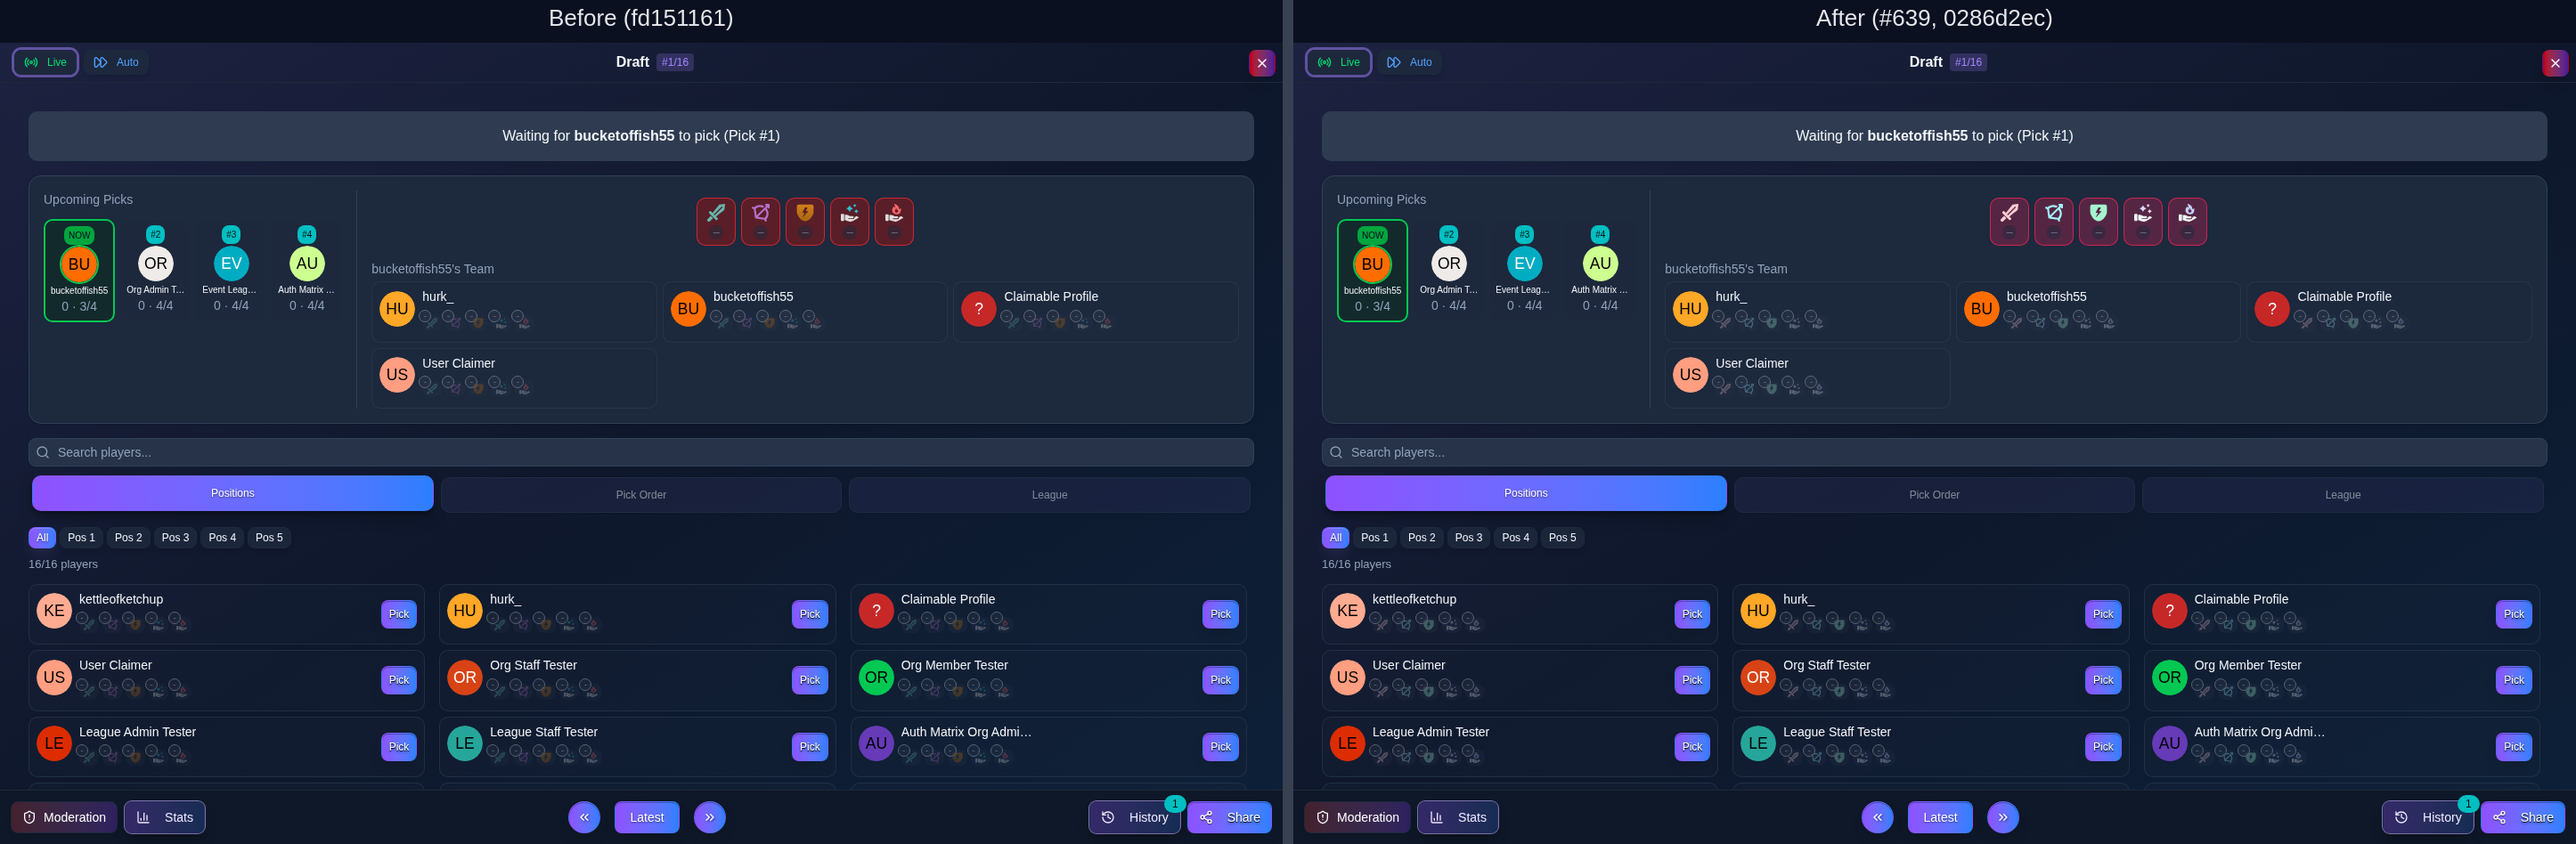 Before (fd151161)
Live
Auto
Draft #1/16
Waiting for bucketoffish55 to pick (Pick #1)
Upcoming Picks
NOW
BU
bucketoffish55
0 · 3/4
#2
OR
Org Admin T...
0 · 4/4
#3
EV
Event Leag...
0 · 4/4
#4
AU
Auth Matrix ...
0 · 4/4
bucketoffish55's Team
HU hurk_
BU bucketoffish55
? Claimable Profile
US User Claimer
Search players...
Positions
Pick Order
League
All
Pos 1
Pos 2
Pos 3
Pos 4
Pos 5
16/16 players
KE kettleofketchup Pick
HU hurk_ Pick
? Claimable Profile Pick
US User Claimer Pick
OR Org Staff Tester Pick
OR Org Member Tester Pick
LE League Admin Tester Pick
LE League Staff Tester Pick
AU Auth Matrix Org Admi... Pick
Moderation
Stats
Latest
History 1
Share
After (#639, 0286d2ec)
Live
Auto
Draft #1/16
Waiting for bucketoffish55 to pick (Pick #1)
Upcoming Picks
NOW
BU
bucketoffish55
0 · 3/4
#2
OR
Org Admin T...
0 · 4/4
#3
EV
Event Leag...
0 · 4/4
#4
AU
Auth Matrix ...
0 · 4/4
bucketoffish55's Team
HU hurk_
BU bucketoffish55
? Claimable Profile
US User Claimer
Search players...
Positions
Pick Order
League
All
Pos 1
Pos 2
Pos 3
Pos 4
Pos 5
16/16 players
KE kettleofketchup Pick
HU hurk_ Pick
? Claimable Profile Pick
US User Claimer Pick
OR Org Staff Tester Pick
OR Org Member Tester Pick
LE League Admin Tester Pick
LE League Staff Tester Pick
AU Auth Matrix Org Admi... Pick
Moderation
Stats
Latest
History 1
Share